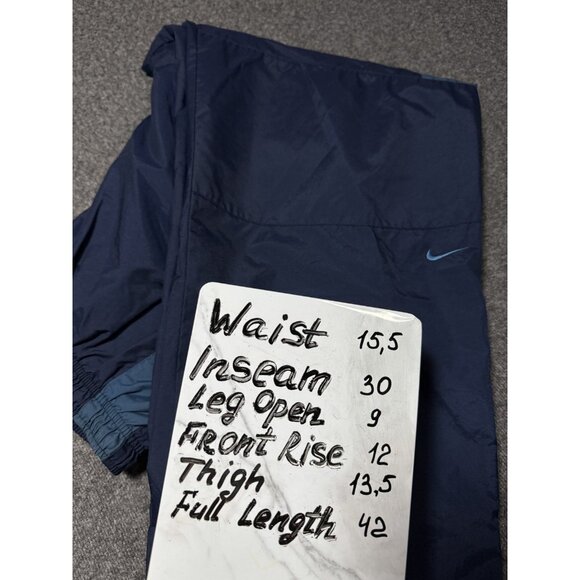 Waist 15,5
Inseam 30
Leg Open 9
FRONt Rise 12
Thigh 13,5
Full Length 42